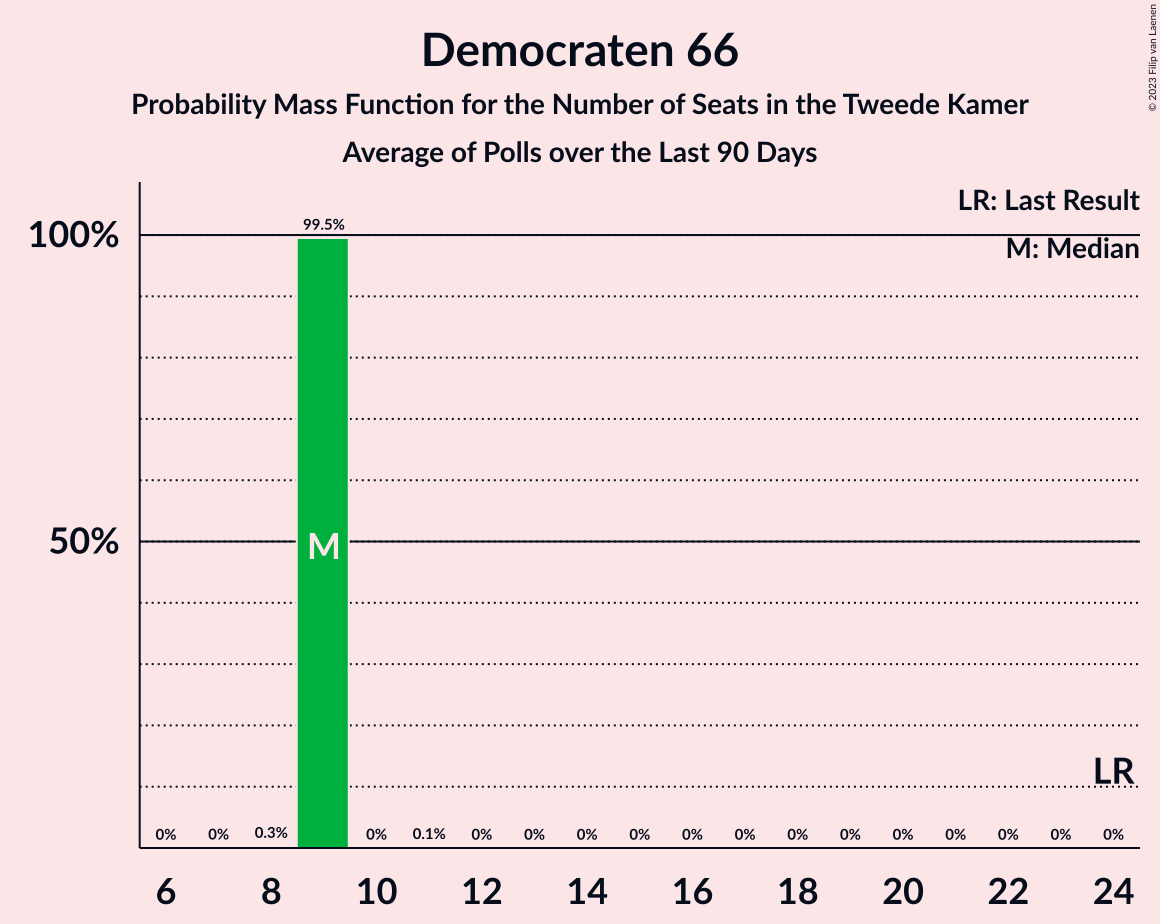 Democraten 66
Probability Mass Function for the Number of Seats in the Tweede Kamer
Average of Polls over the Last 90 Days
© 2023 Filip van Laenen
LR: Last Result
M: Median
100%
50%
99.5%
M
LR
0% 0% 0.3% 0% 0.1% 0% 0% 0% 0% 0% 0% 0% 0% 0% 0% 0% 0% 0%
6 8 10 12 14 16 18 20 22 24